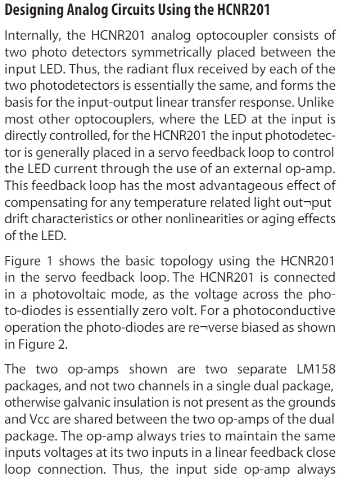 Designing Analog Circuits Using the HCNR201
Internally, the HCNR201 analog optocoupler consists of
two photo detectors symmetrically placed between the
input LED. Thus, the radiant flux received by each of the
two photodetectors is essentially the same, and forms the
basis for the input-output linear transfer response. Unlike
most other optocouplers, where the LED at the input is
directly controlled, for the HCNR201 the input photodetec-
tor is generally placed in a servo feedback loop to control
the LED current through the use of an external op-amp.
This feedback loop has the most advantageous effect of
compensating for any temperature related light out¬put
drift characteristics or other nonlinearities or aging effects
of the LED.
Figure 1 shows the basic topology using the HCNR201
in the servo feedback loop. The HCNR201 is connected
in a photovoltaic mode, as the voltage across the pho-
to-diodes is essentially zero volt. For a photoconductive
operation the photo-diodes are re¬verse biased as shown
in Figure 2.
The two op-amps shown are two separate LM158
packages, and not two channels in a single dual package,
otherwise galvanic insulation is not present as the grounds
and Vcc are shared between the two op-amps of the dual
package. The op-amp always tries to maintain the same
inputs voltages at its two inputs in a linear feedback close
loop connection. Thus, the input side op-amp always